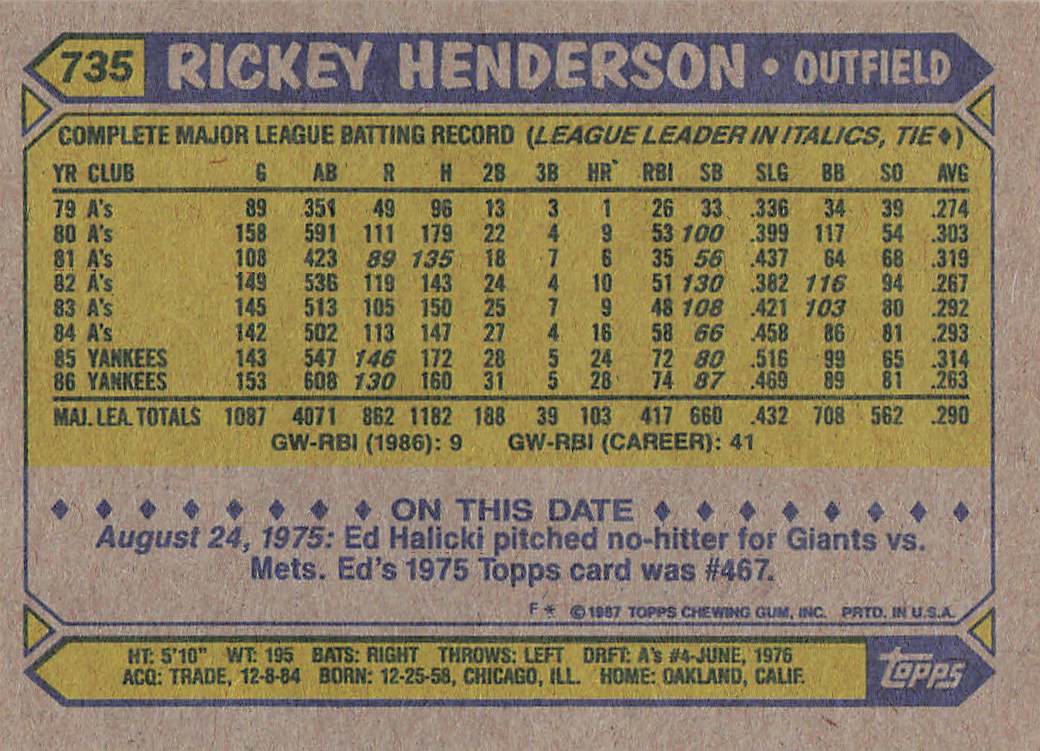 735 RICKEY HENDERSON • OUTFIELD
COMPLETE MAJOR LEAGUE BATTING RECORD (LEAGUE LEADER IN ITALICS, TIE♦)
YR CLUB G AB R H 2B 3B HR RBI SB SLG BB SO AVG
79 A's 89 351 49 96 13 3 1 26 33 .336 34 39 .274
80 A's 158 591 111 179 22 4 9 53 100 .399 117 54 .303
81 A's 108 423 89 135 18 7 6 35 56 .437 64 68 .319
82 A's 149 536 119 143 24 4 10 51 130 .382 116 94 .267
83 A's 145 513 105 150 25 7 9 48 108 .421 103 80 .292
84 A's 142 502 113 147 27 4 16 58 66 .458 86 81 .293
85 YANKEES 143 547 146 172 28 5 24 72 80 .516 99 65 .314
86 YANKEES 153 608 130 160 31 5 28 74 87 .469 89 81 .263
MAJ. LEA. TOTALS 1087 4071 862 1182 188 39 103 417 660 .432 708 562 .290
GW-RBI (1986): 9 GW-RBI (CAREER): 41
♦ ♦ ♦ ♦ ♦ ♦ ♦ ♦ ON THIS DATE ♦ ♦ ♦ ♦ ♦ ♦ ♦ ♦
August 24, 1975: Ed Halicki pitched no-hitter for Giants vs.
Mets. Ed's 1975 Topps card was #467.
F * © 1987 TOPPS CHEWING GUM, INC. PRTD. IN U.S.A.
HT: 5'10" WT: 195 BATS: RIGHT THROWS: LEFT DRFT: A's #4-JUNE, 1976
ACQ: TRADE, 12-8-84 BORN: 12-25-58, CHICAGO, ILL. HOME: OAKLAND, CALIF.
topps